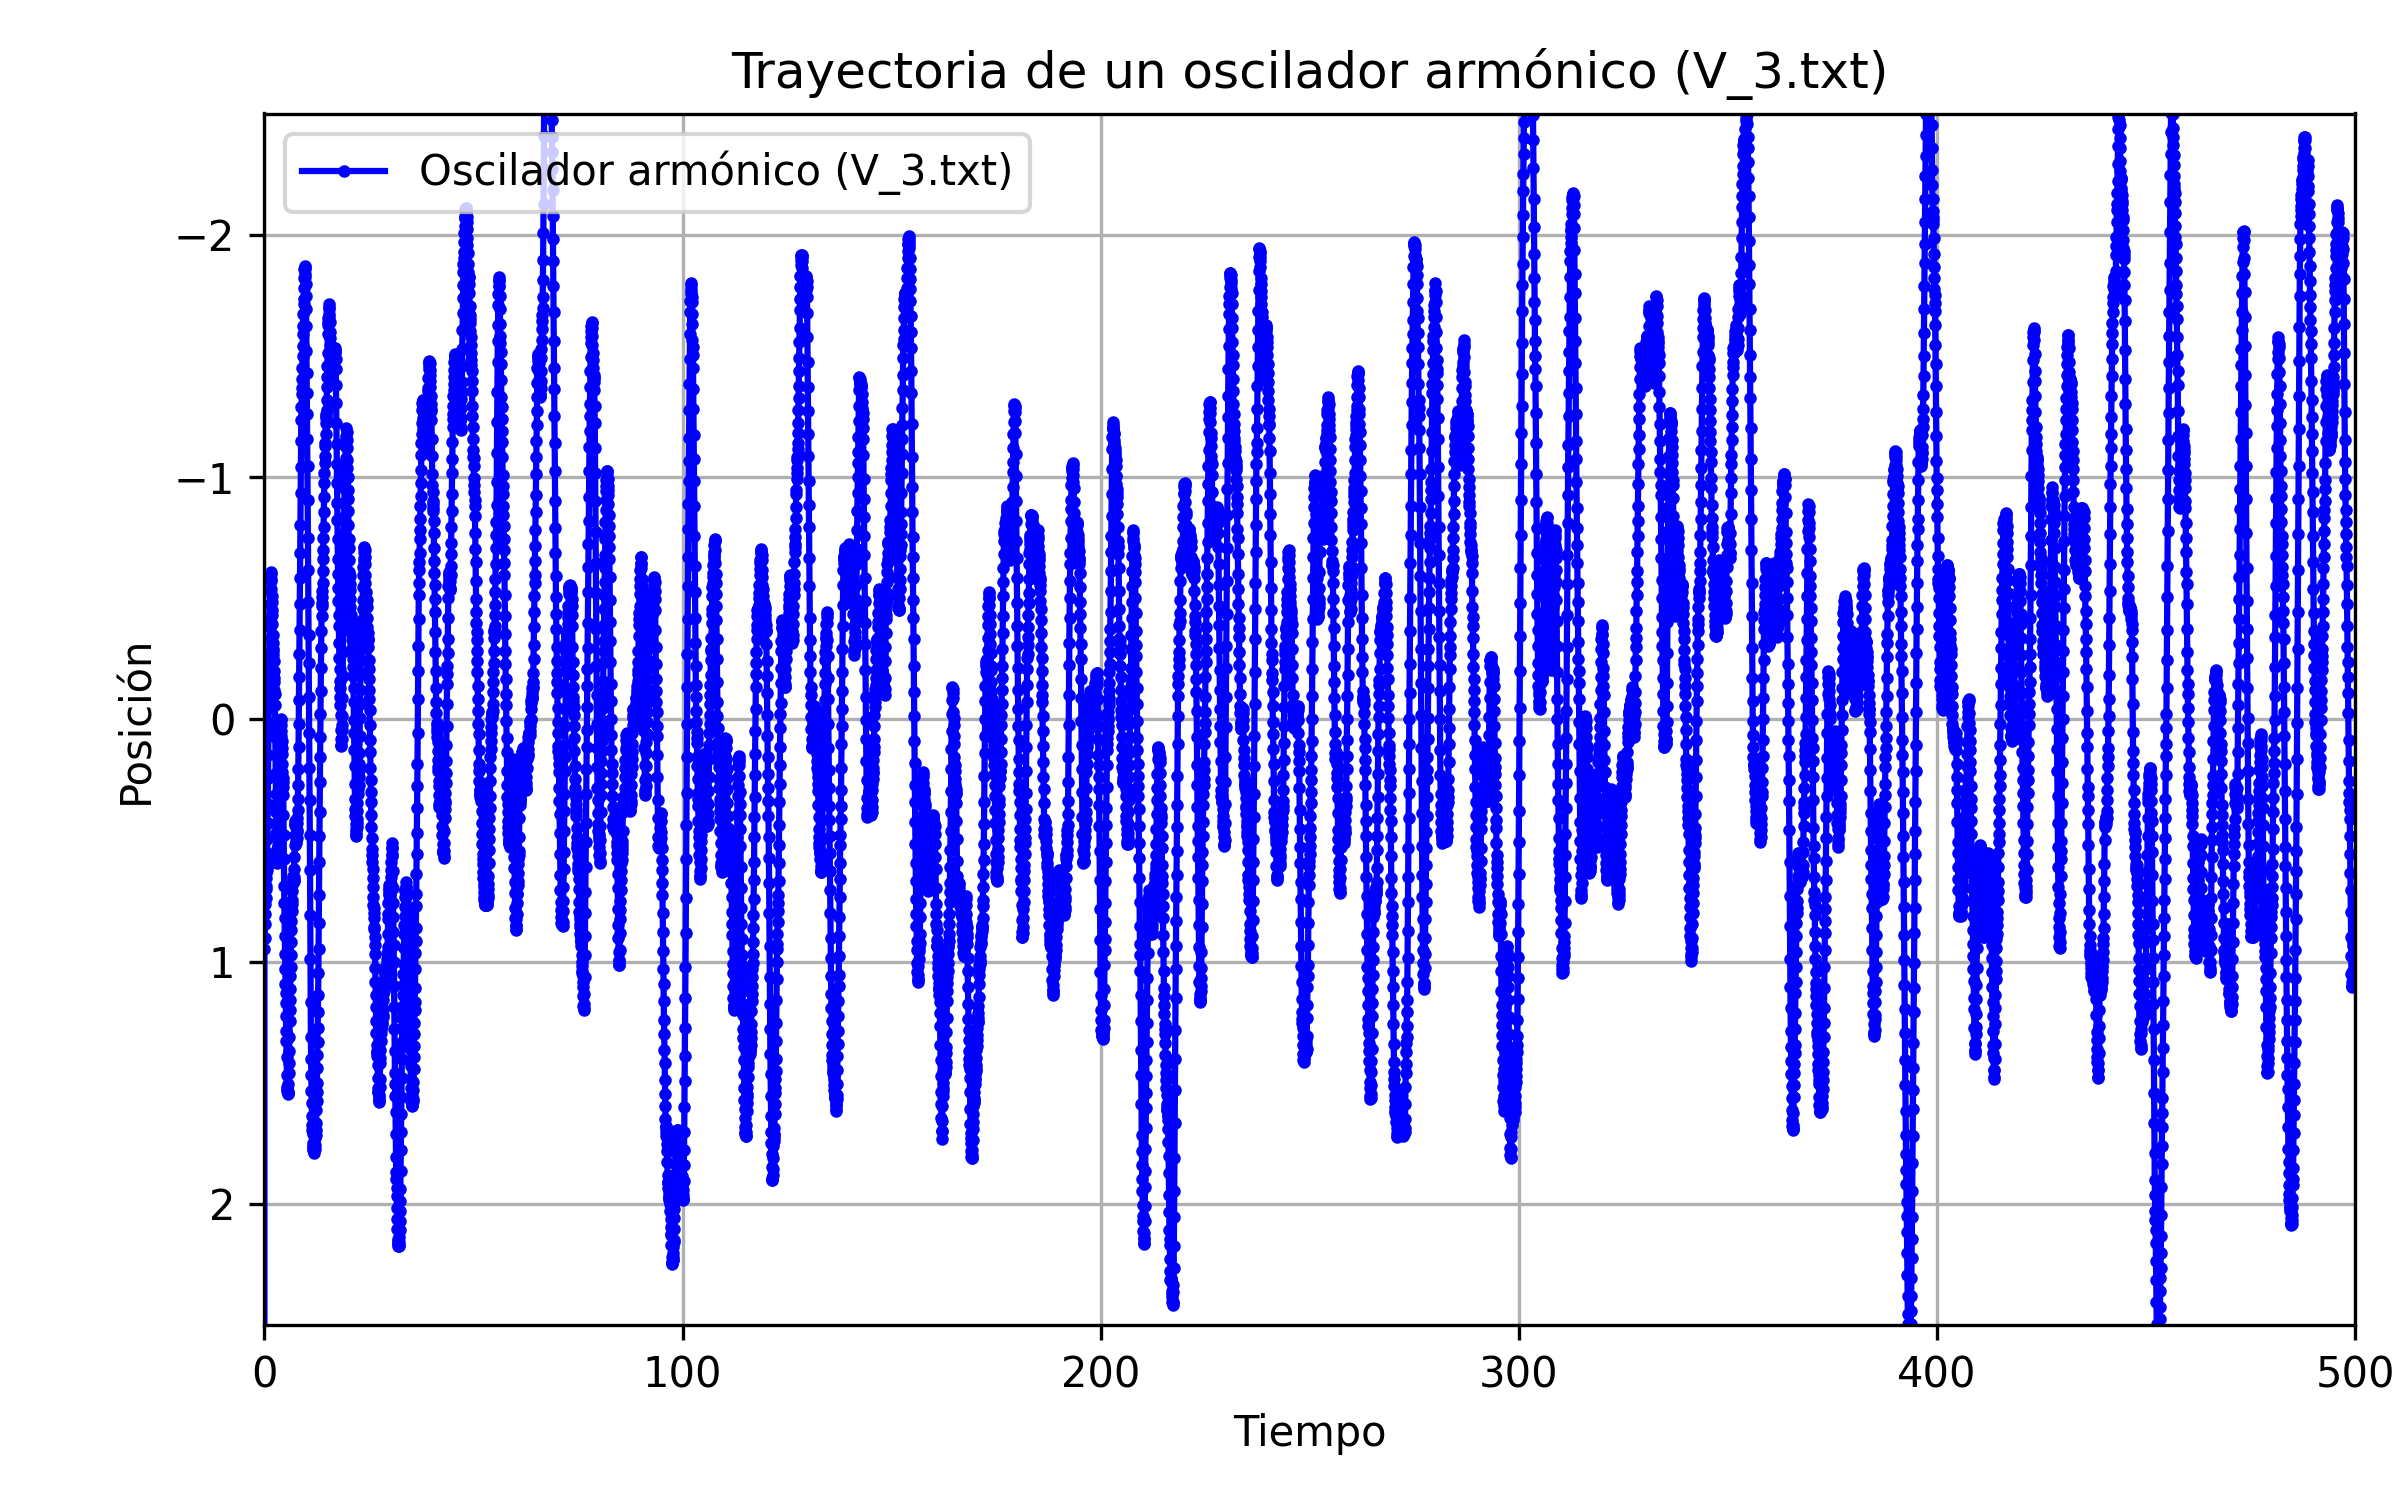 Trayectoria de un oscilador armónico (V_3.txt)
Oscilador armónico (V_3.txt)
−2
−1
0
1
2
Posición
0 100 200 300 400 500
Tiempo